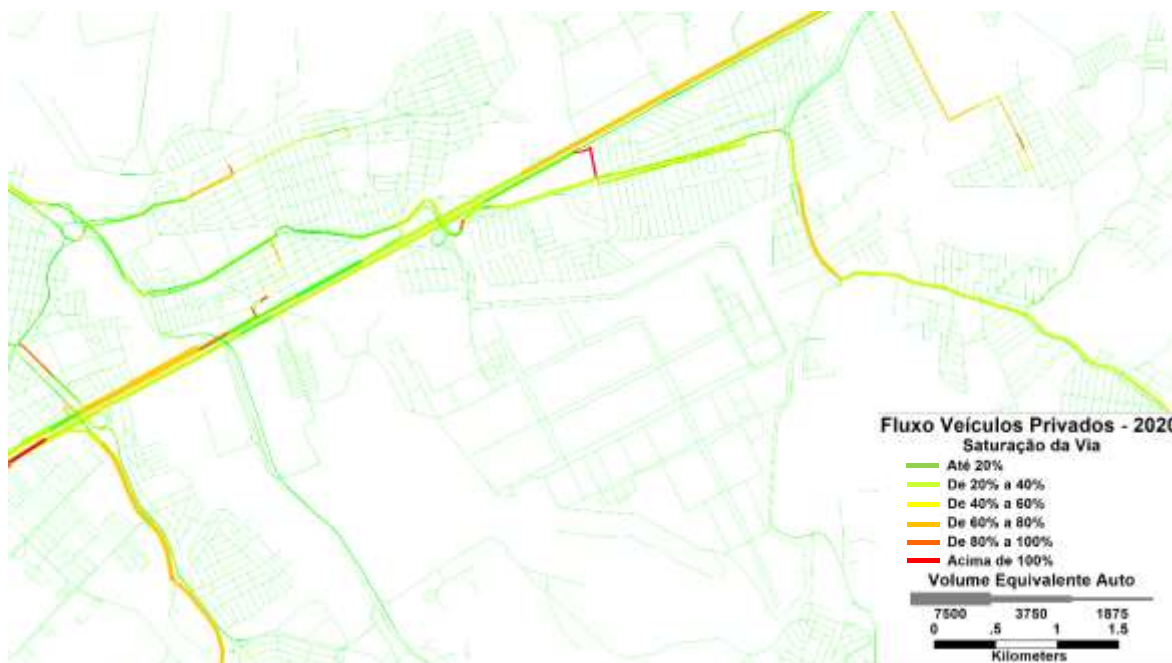 Fluxo Veículos Privados - 2020
Saturação da Via
Até 20%
De 20% a 40%
De 40% a 60%
De 60% a 80%
De 80% a 100%
Acima de 100%
Volume Equivalente Auto
7500 3750 1875
0 .5 1 1.5
Kilometers